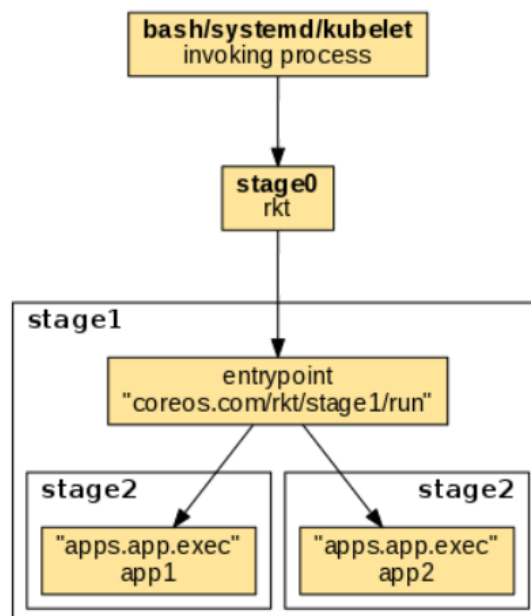 bash/systemd/kubelet
invoking process
stage0
rkt
stage1
entrypoint
"coreos.com/rkt/stage1/run"
stage2
"apps.app.exec"
app1
stage2
"apps.app.exec"
app2